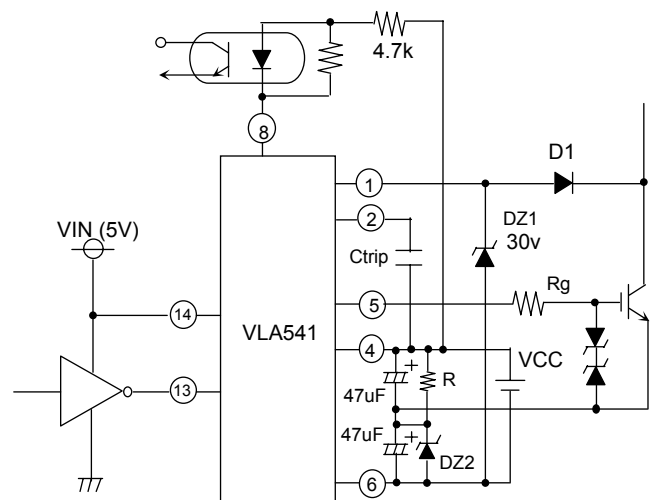 4.7k
8
1
D1
2
DZ1
30v
VIN (5V)
Ctrip
5
Rg
14
VLA541
4
VCC
R
47uF
13
47uF
DZ2
6